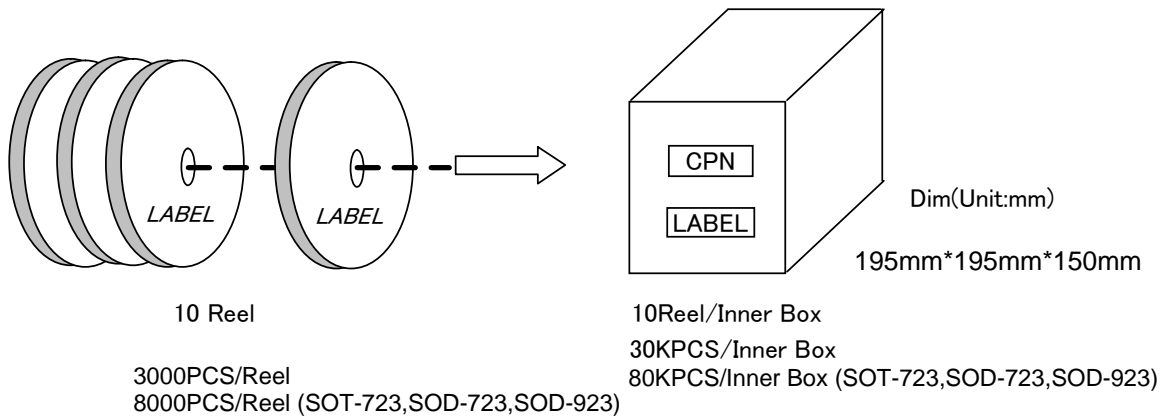 LABEL
LABEL
CPN
LABEL
Dim(Unit:mm)
195mm*195mm*150mm
10 Reel
3000PCS/Reel
8000PCS/Reel (SOT-723,SOD-723,SOD-923)
10Reel/Inner Box
30KPCS/Inner Box
80KPCS/Inner Box (SOT-723,SOD-723,SOD-923)